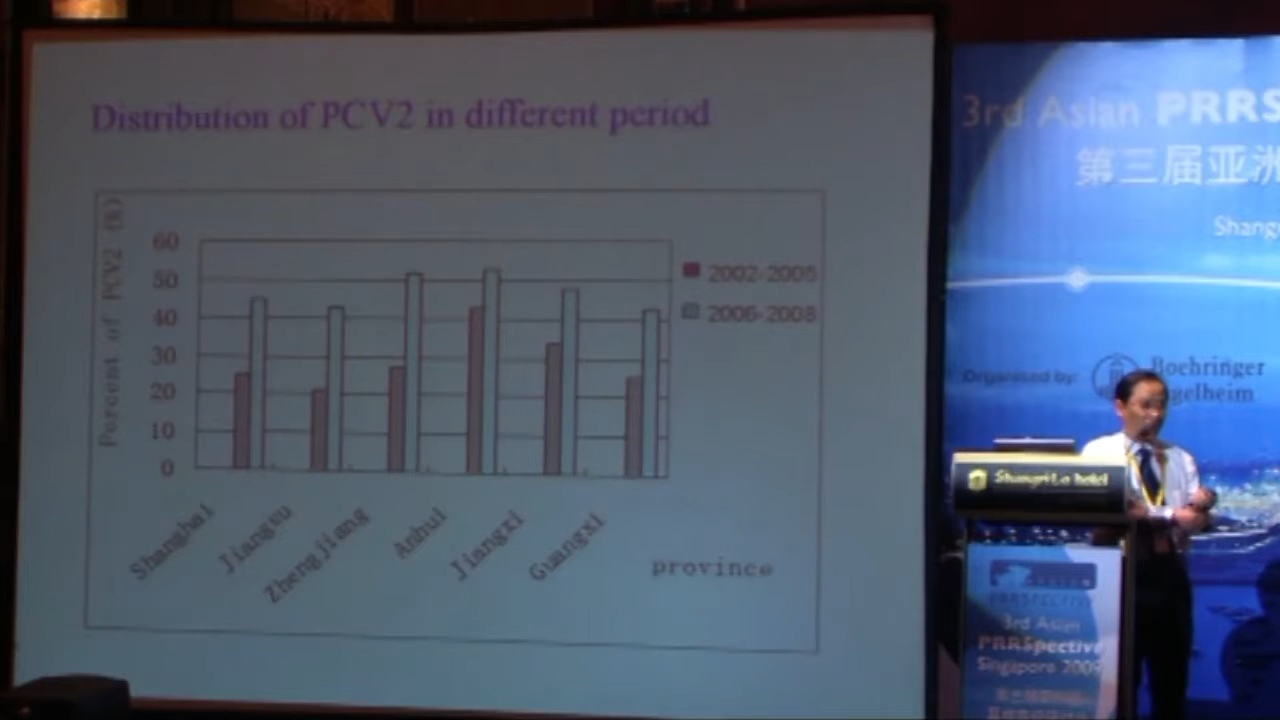 Distribution of PCV2 in different period
Percent of PCV2 (%)
60
50
40
30
20
10
0
2002-2005
2006-2008
Shanghai
Jiangsu
Zhengjiang
Anhui
Jiangxi
Guangxi
province
3rd Asian PRRS
第三届亚洲
Shang
Organised by:
Boehringer
Ingelheim
Shangri-La hotel
3rd Asian
PRRSpective
Singapore 2009